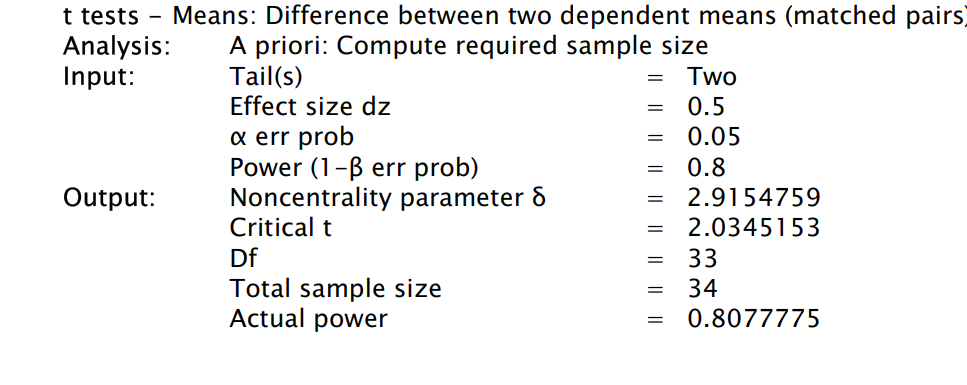 t tests – Means: Difference between two dependent means (matched pairs)
Analysis: A priori: Compute required sample size
Input: Tail(s) = Two
Effect size dz = 0.5
α err prob = 0.05
Power (1–β err prob) = 0.8
Output: Noncentrality parameter δ = 2.9154759
Critical t = 2.0345153
Df = 33
Total sample size = 34
Actual power = 0.8077775